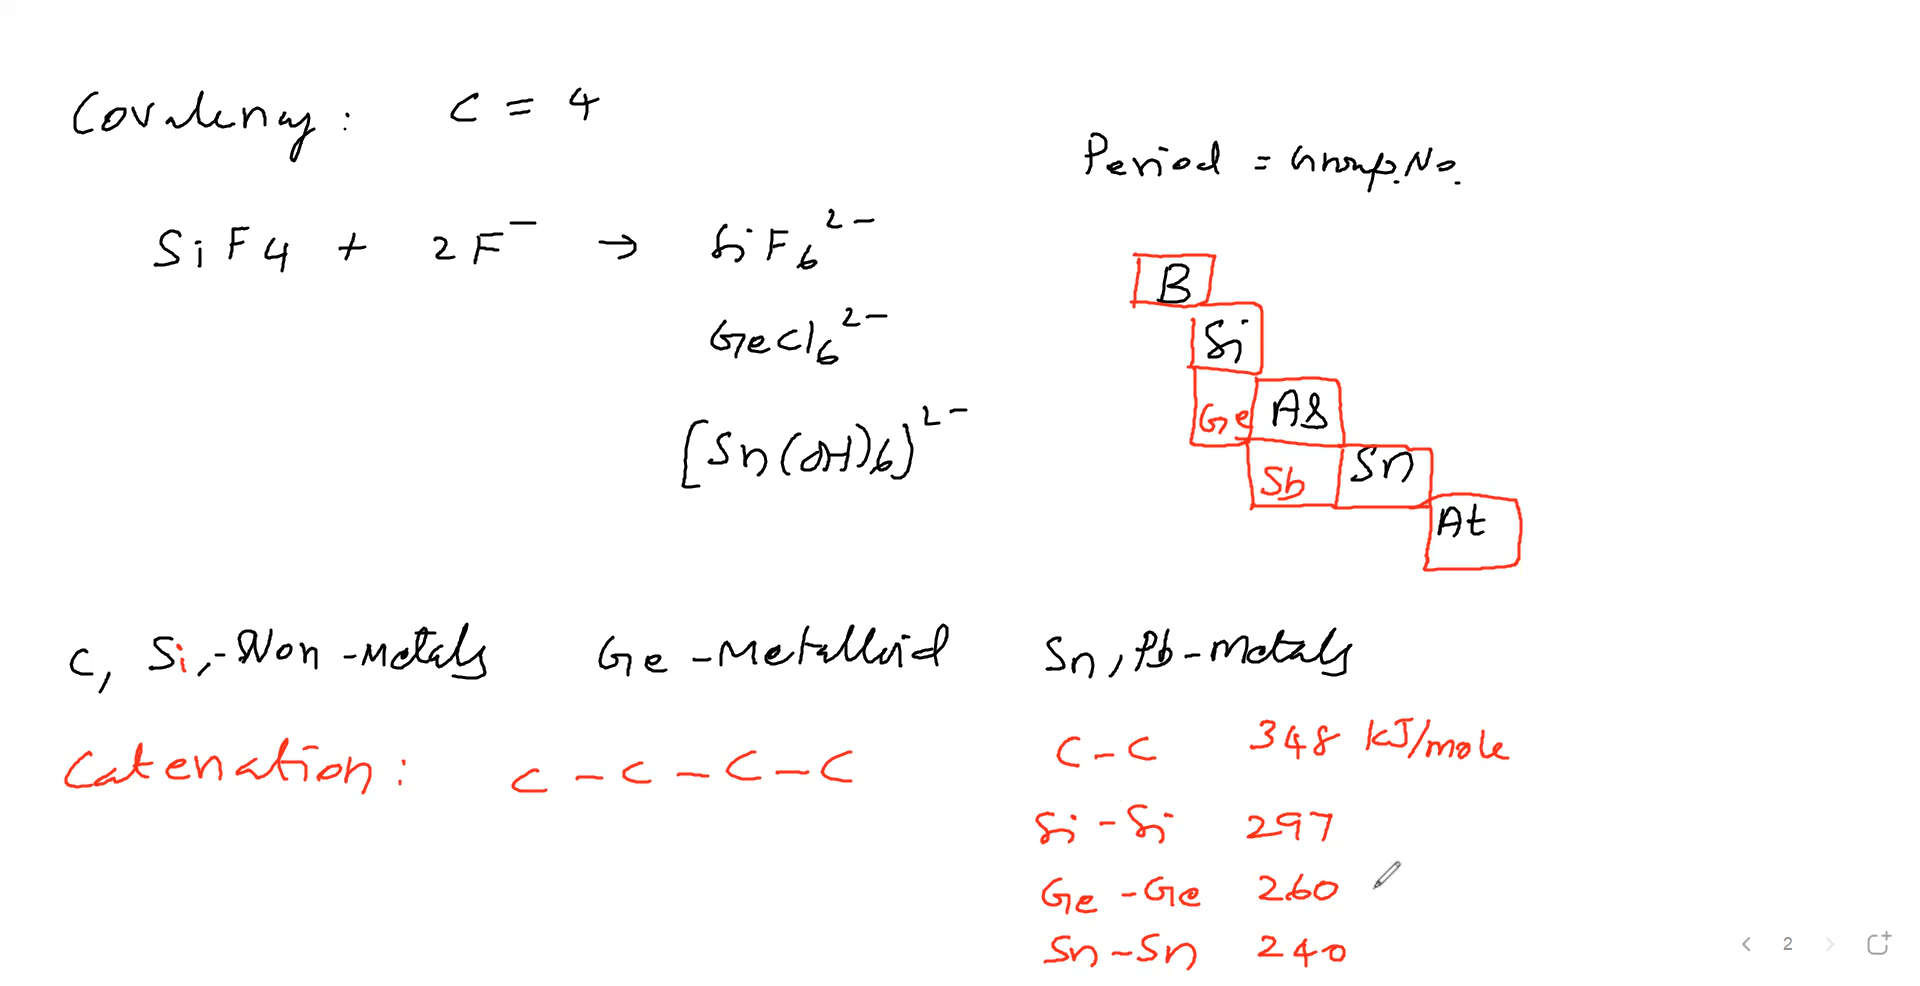 Covalency : C = 4
Period = Group.No.
SiF4 + 2F⁻ → SiF₆²⁻
GeCl₆²⁻
[Sn(OH)6]²⁻
B
Si
Ge As
Sb Sn
At
C, Si, - Non-metals Ge - Metalloid Sn, Pb - metals
Catenation : C - C - C - C
C - C 348 kJ/mole
Si - Si 297
Ge - Ge 260
Sn - Sn 240
2